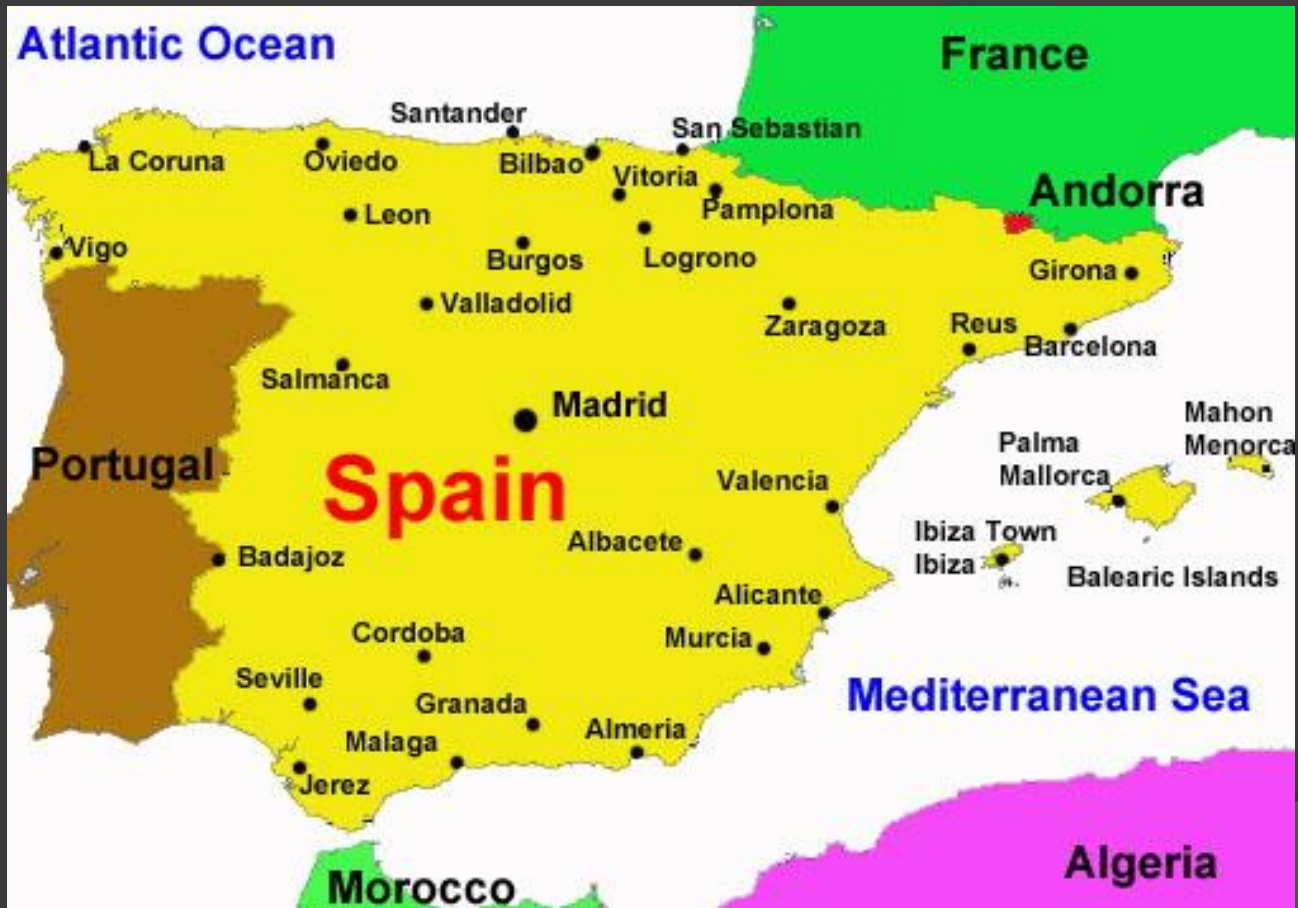 Atlantic Ocean
France
Santander
San Sebastian
La Coruna
Oviedo
Bilbao
Vitoria
Andorra
Leon
Pamplona
Vigo
Burgos
Logrono
Girona
Valladolid
Zaragoza
Reus
Barcelona
Salmanca
Madrid
Mahon
Menorca
Palma
Mallorca
Portugal
Spain
Valencia
Ibiza Town
Ibiza
Albacete
Badajoz
Balearic Islands
Alicante
Cordoba
Murcia
Seville
Granada
Mediterranean Sea
Almeria
Malaga
Jerez
Algeria
Morocco